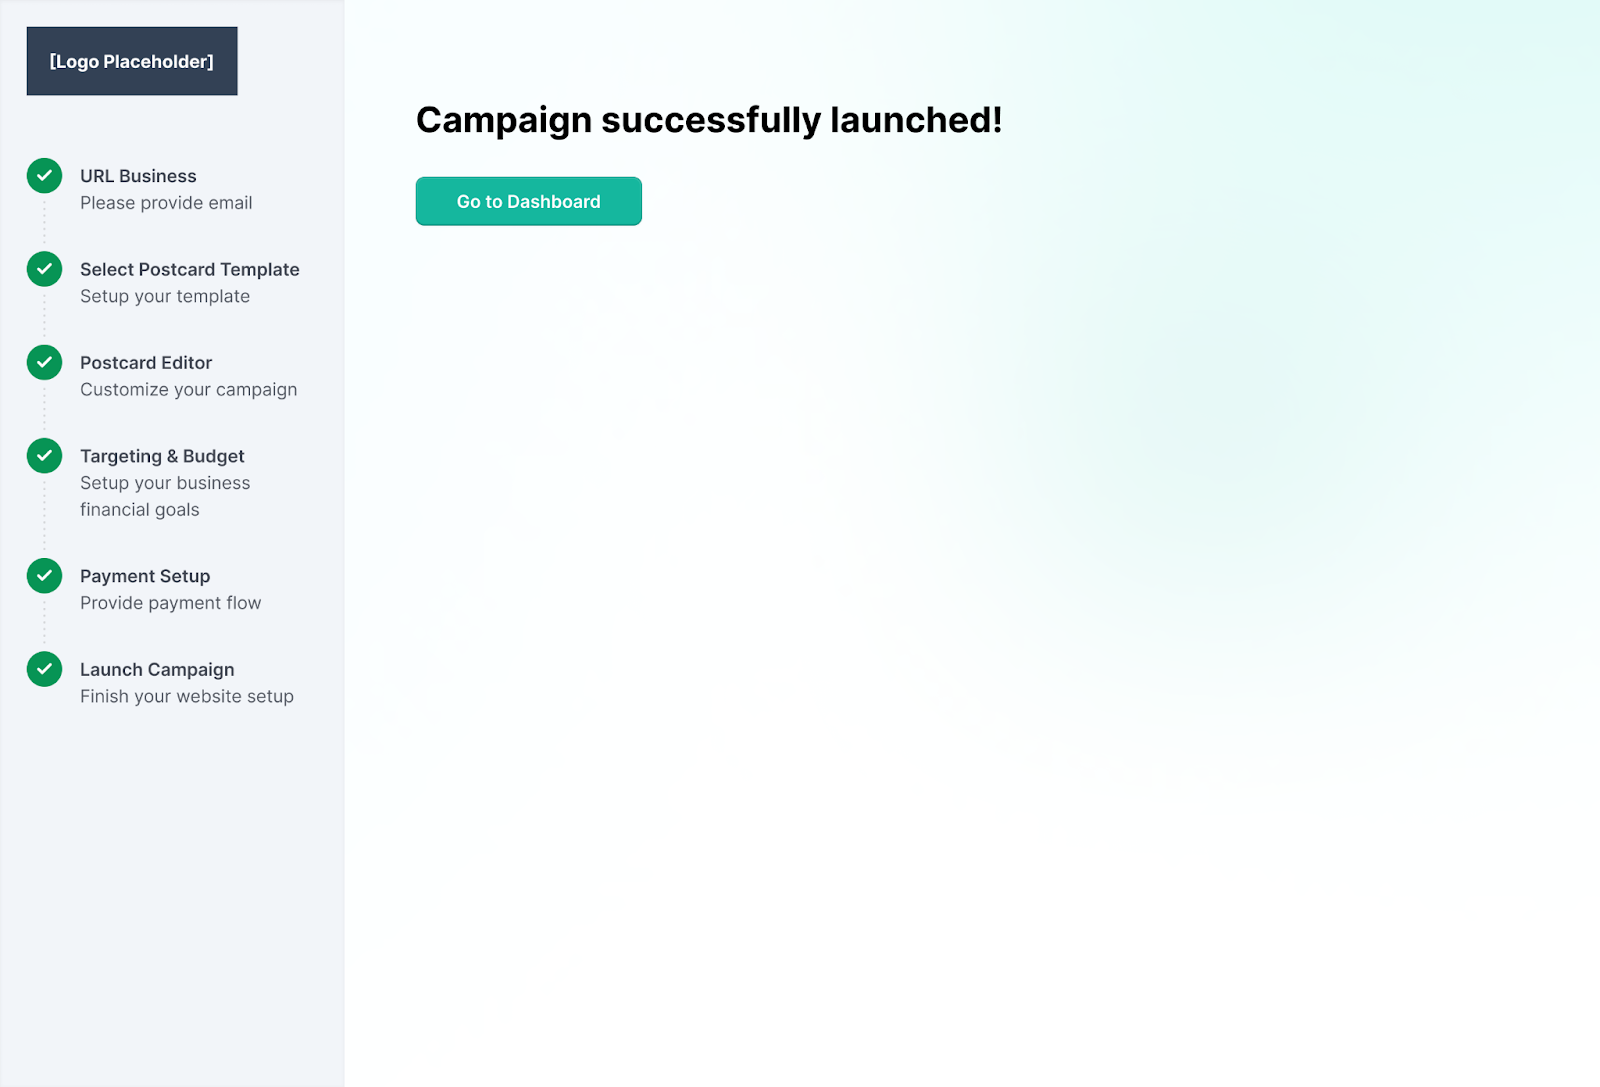 [Logo Placeholder]
URL Business
Please provide email
Select Postcard Template
Setup your template
Postcard Editor
Customize your campaign
Targeting & Budget
Setup your business
financial goals
Payment Setup
Provide payment flow
Launch Campaign
Finish your website setup
Campaign successfully launched!
Go to Dashboard